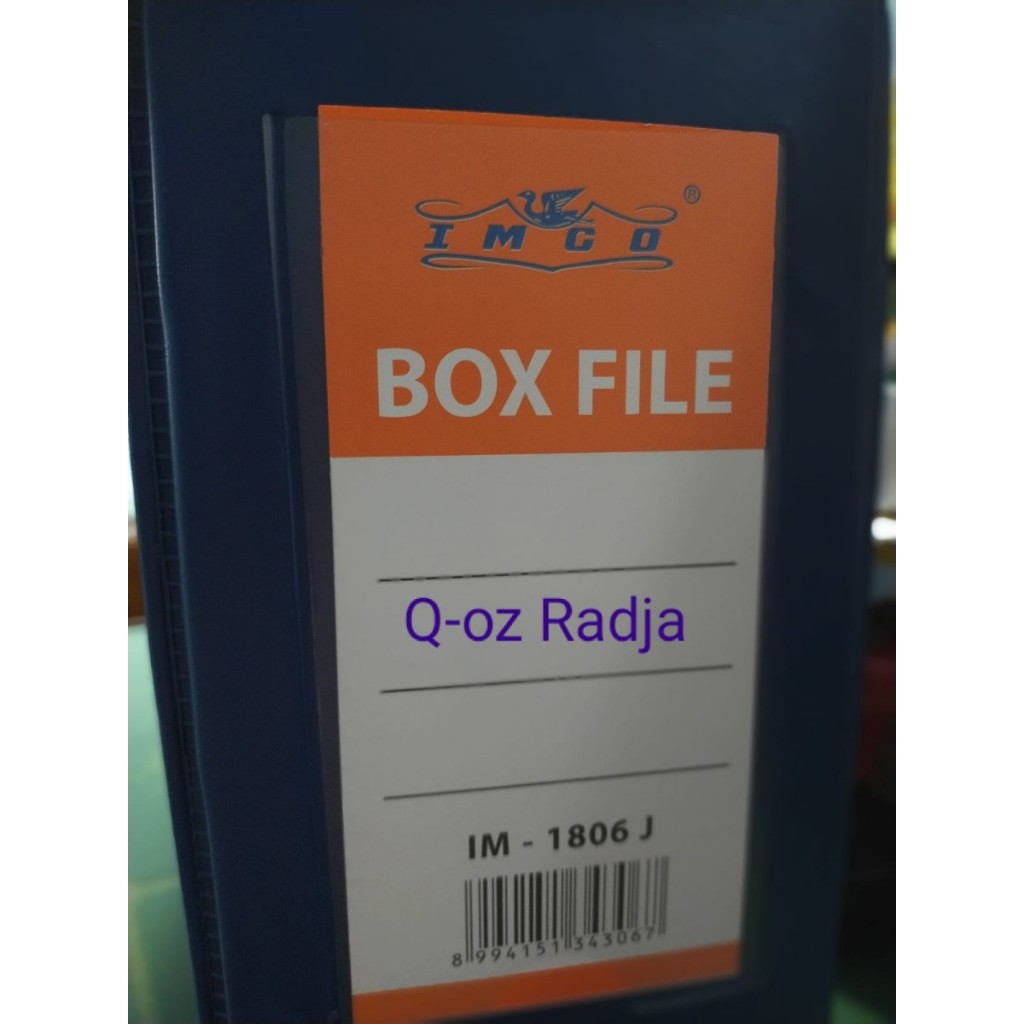 IMCO ®
BOX FILE
Q-oz Radja
IM - 1806 J
8 994151 343067